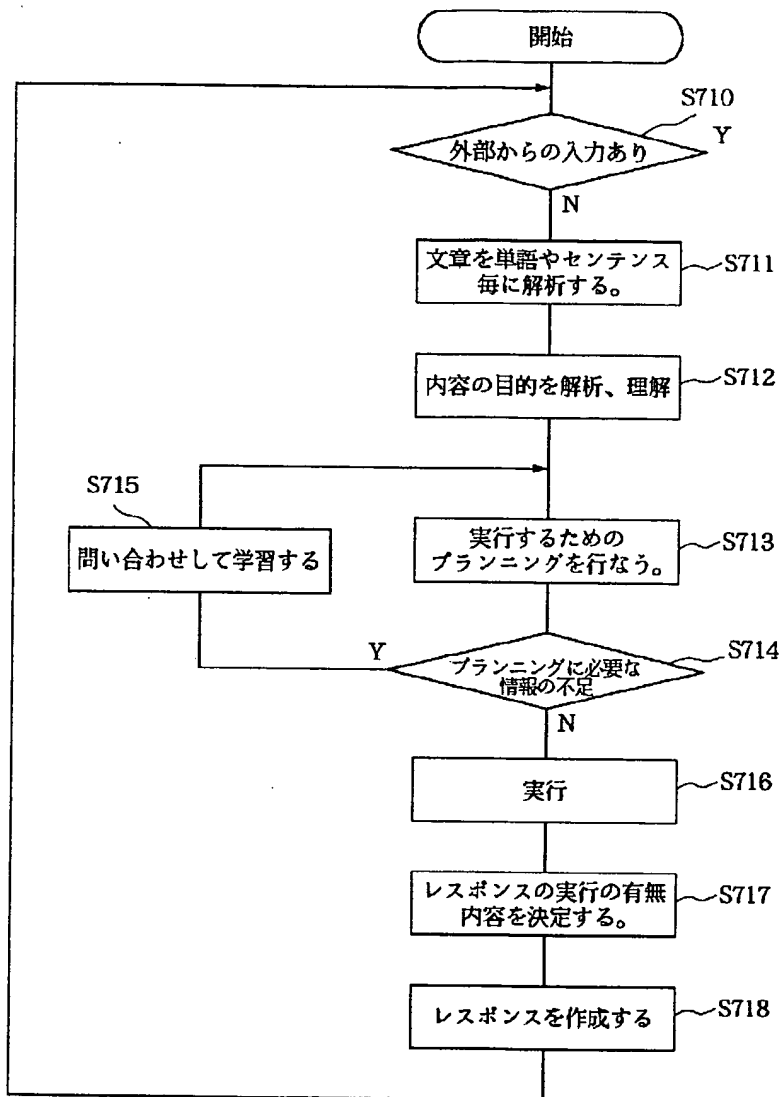 開始
S710
外部からの入力あり
Y
N
文章を単語やセンテンス
毎に解析する。
S711
内容の目的を解析、理解
S712
S715
問い合わせして学習する
実行するための
プランニングを行なう。
S713
Y
プランニングに必要な
情報の不足
S714
N
実行
S716
レスポンスの実行の有無
内容を決定する。
S717
レスポンスを作成する
S718